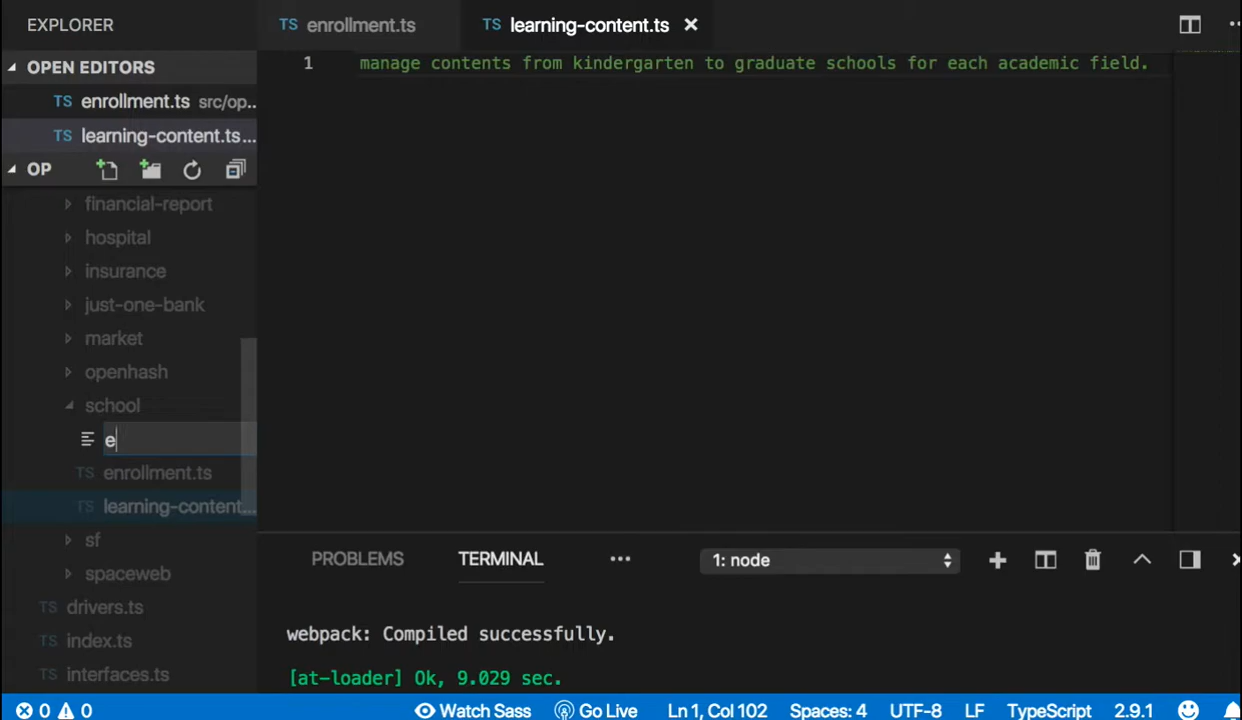 EXPLORER
TS enrollment.ts TS learning-content.ts ×
OPEN EDITORS
TS enrollment.ts src/op..
TS learning-content.ts...
OP
financial-report
hospital
insurance
just-one-bank
market
openhash
school
e
TS enrollment.ts
TS learning-content...
sf
spaceweb
TS drivers.ts
TS index.ts
TS interfaces.ts
1 manage contents from kindergarten to graduate schools for each academic field.
PROBLEMS TERMINAL ••• 1: node
webpack: Compiled successfully.
[at-loader] Ok, 9.029 sec.
0 0 Watch Sass Go Live Ln 1, Col 102 Spaces: 4 UTF-8 LF TypeScript 2.9.1